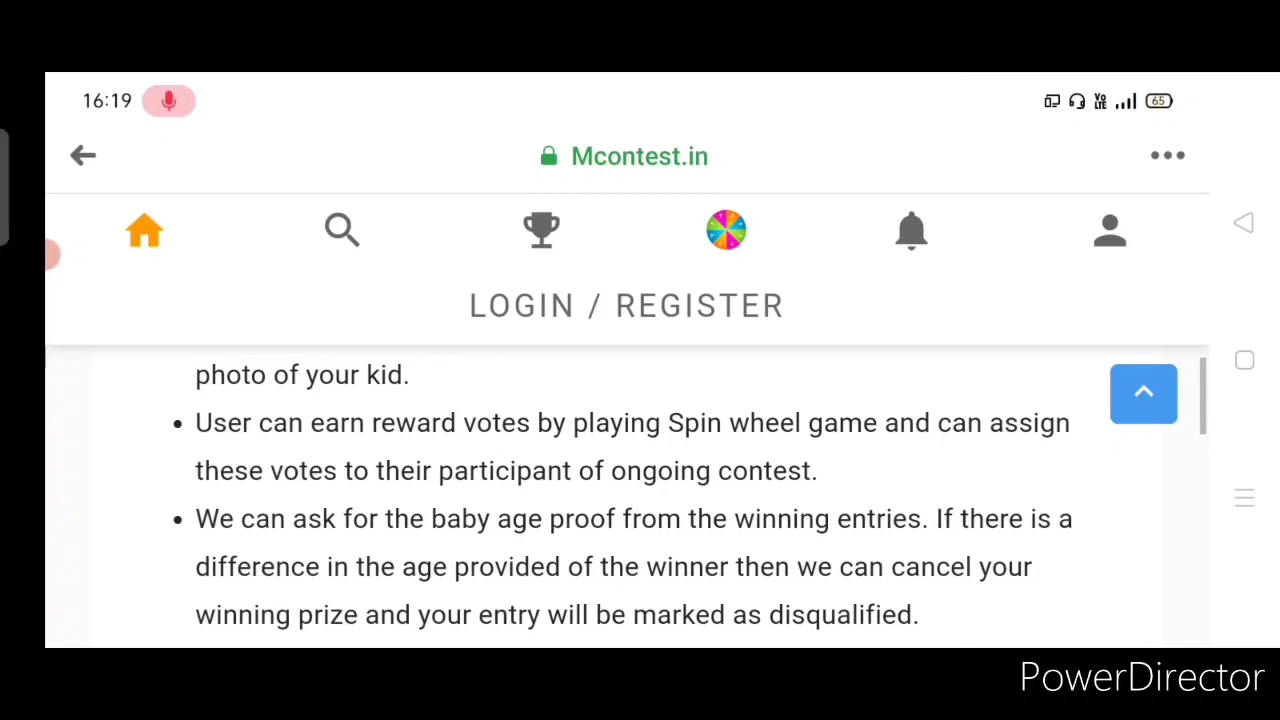 16:19
Vo
LTE
65
Mcontest.in
LOGIN / REGISTER
photo of your kid.
• User can earn reward votes by playing Spin wheel game and can assign
these votes to their participant of ongoing contest.
• We can ask for the baby age proof from the winning entries. If there is a
difference in the age provided of the winner then we can cancel your
winning prize and your entry will be marked as disqualified.
PowerDirector